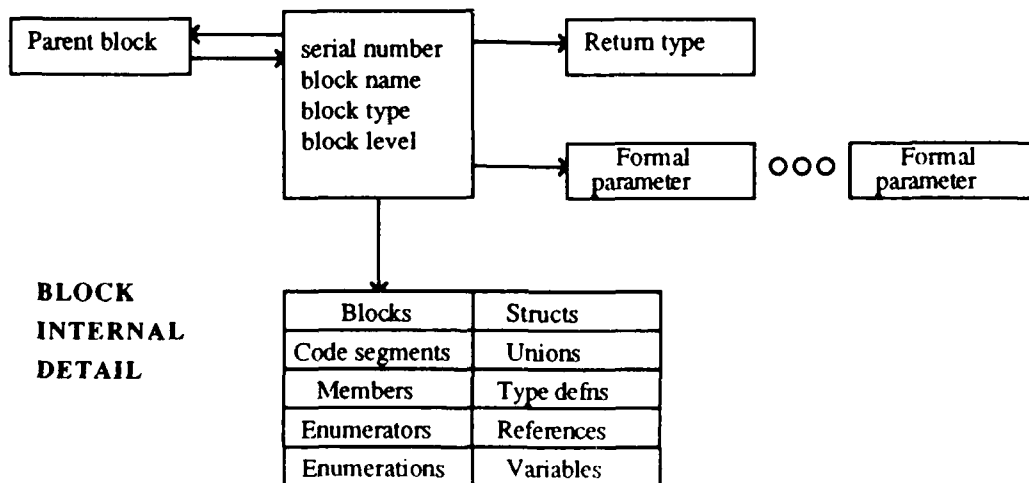 Parent block
serial number
block name
block type
block level
Return type
Formal
parameter
Formal
parameter
BLOCK
INTERNAL
DETAIL
Blocks Structs
Code segments Unions
Members Type defns
Enumerators References
Enumerations Variables